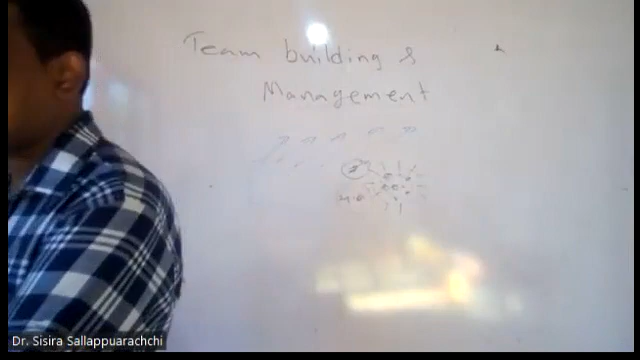 Team building &
Management
Dr. Sisira Sallappuarachchi